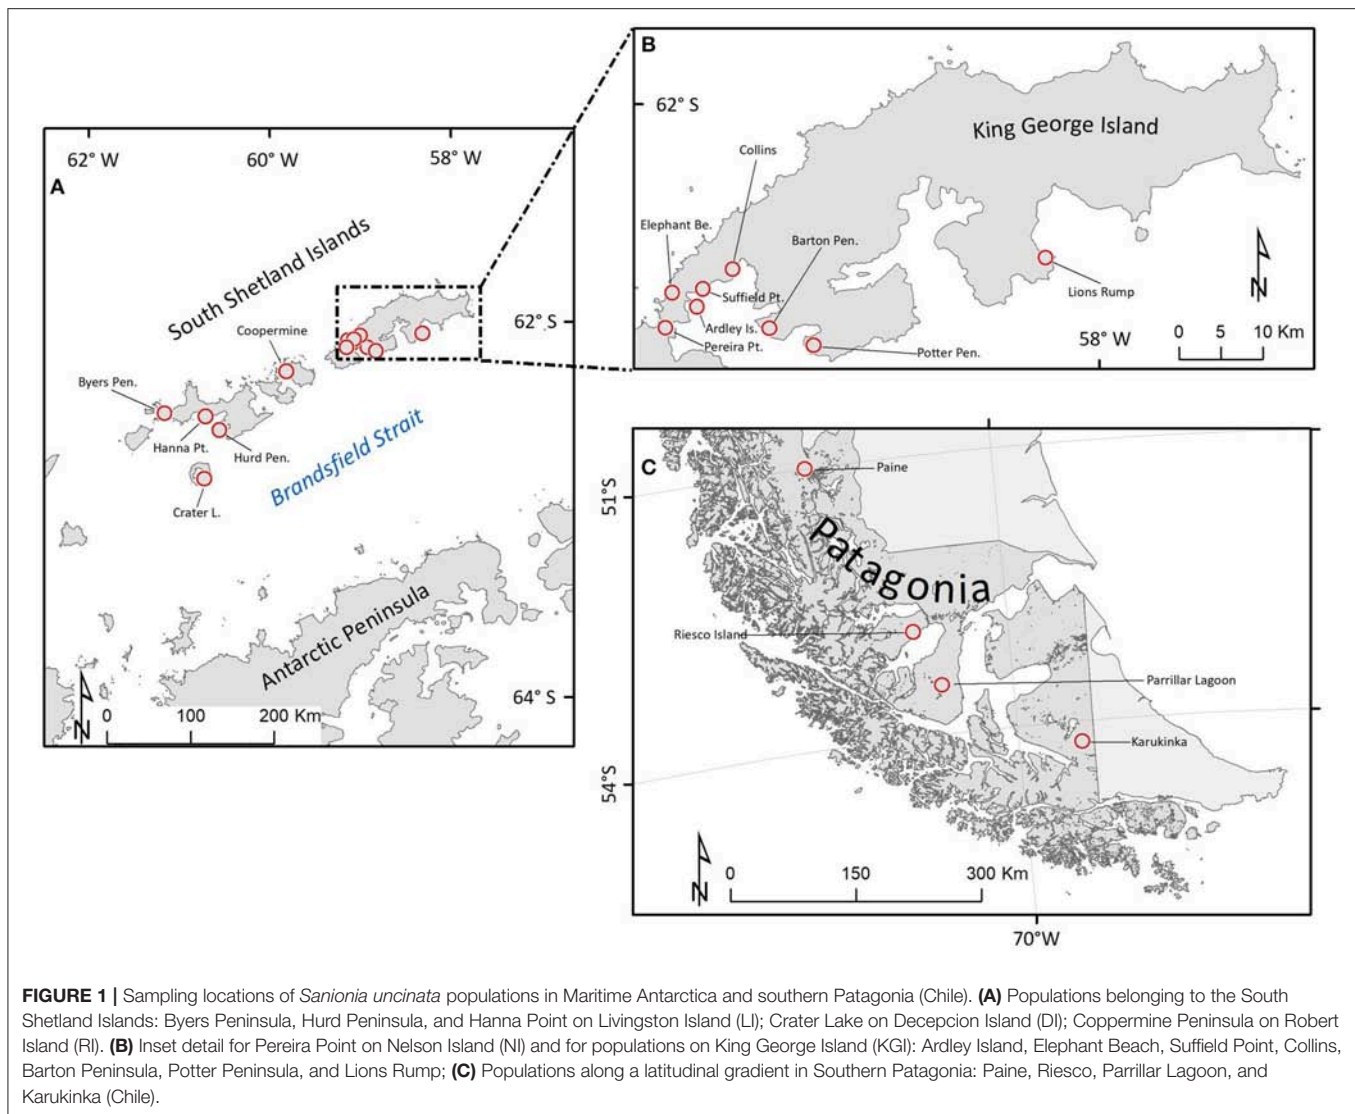 62° W
60° W
58° W
A
South Shetland Islands
62° S
Coopermine
Byers Pen.
Hanna Pt.
Hurd Pen.
Crater L.
Brandsfield Strait
Antarctic Peninsula
64° S
N
0 100 200 Km
B
62° S
King George Island
Collins
Elephant Be.
Barton Pen.
Suffield Pt.
Ardley Is.
Pereira Pt.
Potter Pen.
Lions Rump
N
58° W
0 5 10 Km
C
Paine
51°S
Patagonia
Riesco Island
Parrillar Lagoon
Karukinka
54°S
N
0 150 300 Km
70°W
FIGURE 1 | Sampling locations of Sanionia uncinata populations in Maritime Antarctica and southern Patagonia (Chile). (A) Populations belonging to the South
Shetland Islands: Byers Peninsula, Hurd Peninsula, and Hanna Point on Livingston Island (LI); Crater Lake on Decepcion Island (DI); Coppermine Peninsula on Robert
Island (RI). (B) Inset detail for Pereira Point on Nelson Island (NI) and for populations on King George Island (KGI): Ardley Island, Elephant Beach, Suffield Point, Collins,
Barton Peninsula, Potter Peninsula, and Lions Rump; (C) Populations along a latitudinal gradient in Southern Patagonia: Paine, Riesco, Parrillar Lagoon, and
Karukinka (Chile).